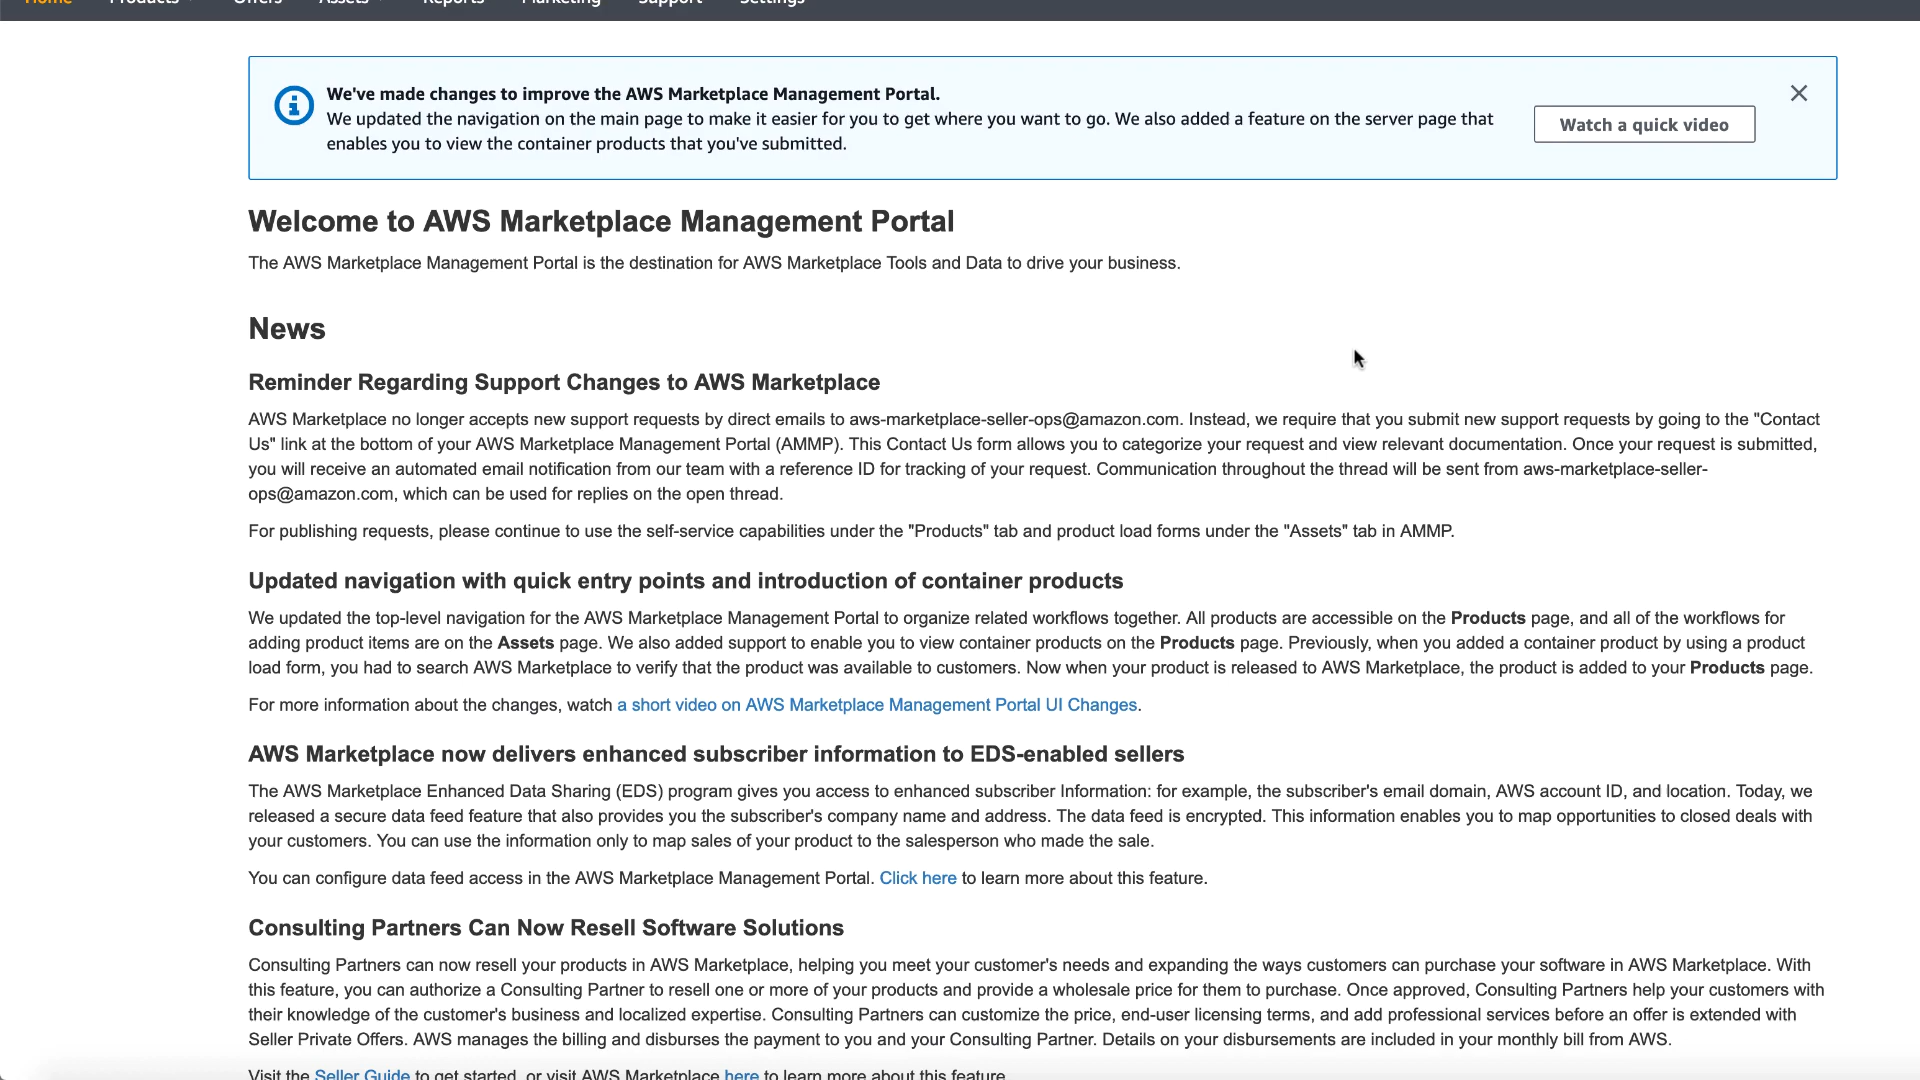 Home Products Offers Assets Reports Marketing Support Settings
We've made changes to improve the AWS Marketplace Management Portal.
We updated the navigation on the main page to make it easier for you to get where you want to go. We also added a feature on the server page that
enables you to view the container products that you've submitted.
Watch a quick video
Welcome to AWS Marketplace Management Portal
The AWS Marketplace Management Portal is the destination for AWS Marketplace Tools and Data to drive your business.
News
Reminder Regarding Support Changes to AWS Marketplace
AWS Marketplace no longer accepts new support requests by direct emails to aws-marketplace-seller-ops@amazon.com. Instead, we require that you submit new support requests by going to the "Contact
Us" link at the bottom of your AWS Marketplace Management Portal (AMMP). This Contact Us form allows you to categorize your request and view relevant documentation. Once your request is submitted,
you will receive an automated email notification from our team with a reference ID for tracking of your request. Communication throughout the thread will be sent from aws-marketplace-seller-
ops@amazon.com, which can be used for replies on the open thread.
For publishing requests, please continue to use the self-service capabilities under the "Products" tab and product load forms under the "Assets" tab in AMMP.
Updated navigation with quick entry points and introduction of container products
We updated the top-level navigation for the AWS Marketplace Management Portal to organize related workflows together. All products are accessible on the Products page, and all of the workflows for
adding product items are on the Assets page. We also added support to enable you to view container products on the Products page. Previously, when you added a container product by using a product
load form, you had to search AWS Marketplace to verify that the product was available to customers. Now when your product is released to AWS Marketplace, the product is added to your Products page.
For more information about the changes, watch a short video on AWS Marketplace Management Portal UI Changes.
AWS Marketplace now delivers enhanced subscriber information to EDS-enabled sellers
The AWS Marketplace Enhanced Data Sharing (EDS) program gives you access to enhanced subscriber Information: for example, the subscriber's email domain, AWS account ID, and location. Today, we
released a secure data feed feature that also provides you the subscriber's company name and address. The data feed is encrypted. This information enables you to map opportunities to closed deals with
your customers. You can use the information only to map sales of your product to the salesperson who made the sale.
You can configure data feed access in the AWS Marketplace Management Portal. Click here to learn more about this feature.
Consulting Partners Can Now Resell Software Solutions
Consulting Partners can now resell your products in AWS Marketplace, helping you meet your customer's needs and expanding the ways customers can purchase your software in AWS Marketplace. With
this feature, you can authorize a Consulting Partner to resell one or more of your products and provide a wholesale price for them to purchase. Once approved, Consulting Partners help your customers with
their knowledge of the customer's business and localized expertise. Consulting Partners can customize the price, end-user licensing terms, and add professional services before an offer is extended with
Seller Private Offers. AWS manages the billing and disburses the payment to you and your Consulting Partner. Details on your disbursements are included in your monthly bill from AWS.
Visit the Seller Guide to get started, or visit AWS Marketplace here to learn more about this feature.